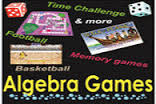 Time Challenge
& more
Football
Memory games
Basketball
Algebra Games